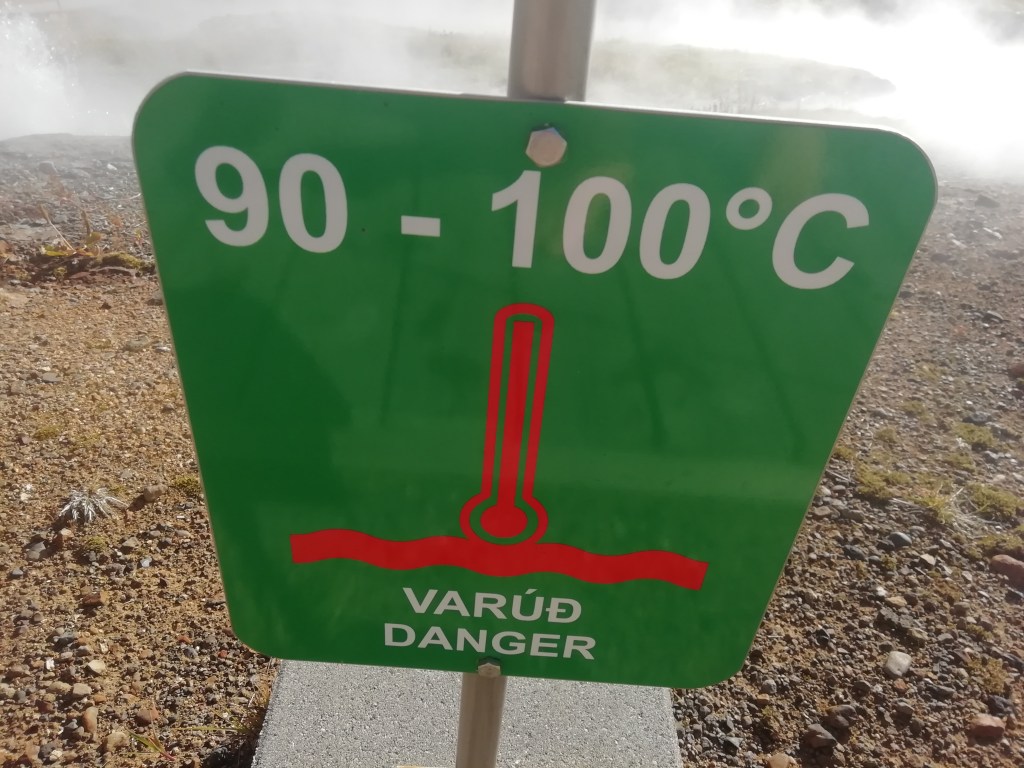 90 - 100°C
VARÚÐ
DANGER